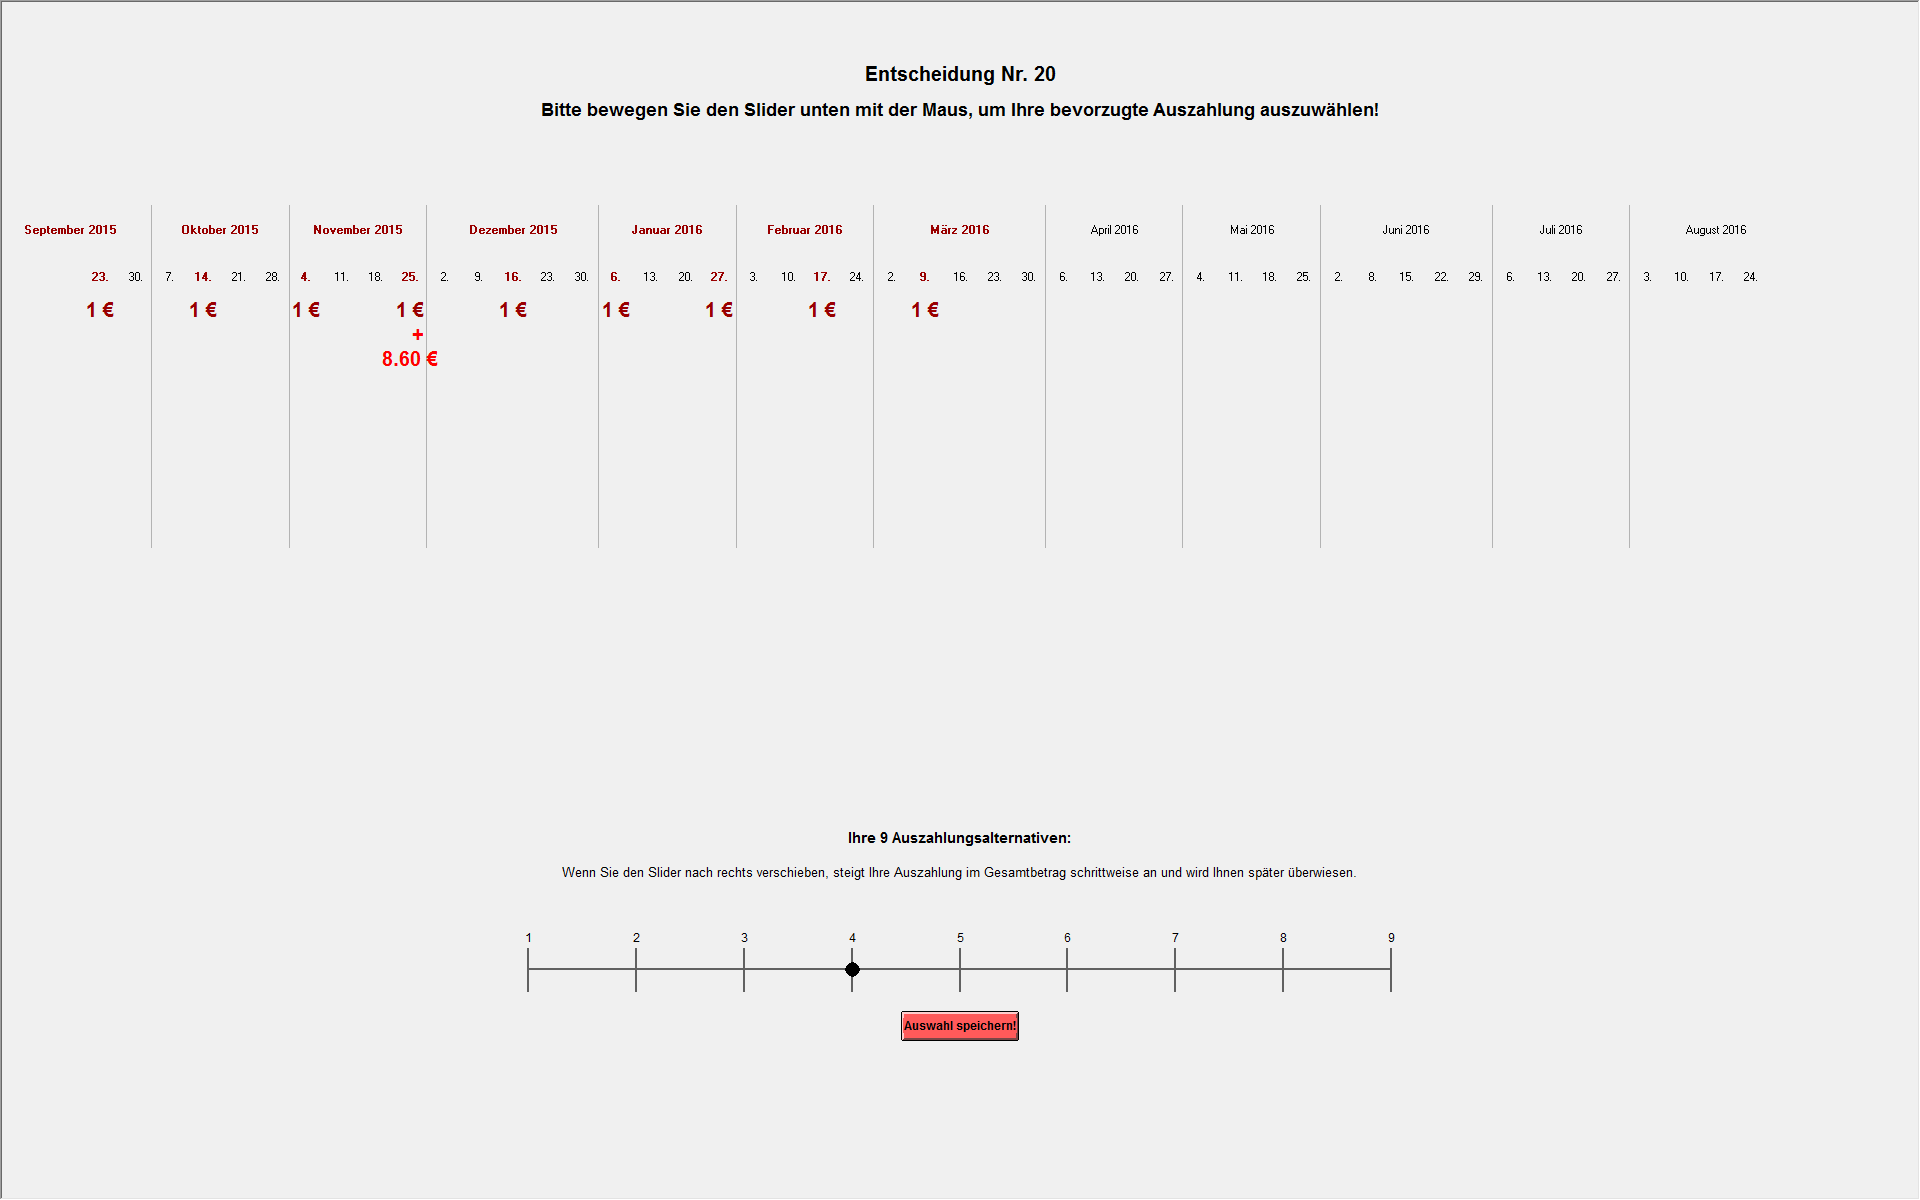 Entscheidung Nr. 20
Bitte bewegen Sie den Slider unten mit der Maus, um Ihre bevorzugte Auszahlung auszuwählen!
September 2015 Oktober 2015 November 2015 Dezember 2015 Januar 2016 Februar 2016 März 2016 April 2016 Mai 2016 Juni 2016 Juli 2016 August 2016
23. 30. 7. 14. 21. 28. 4. 11. 18. 25. 2. 9. 16. 23. 30. 6. 13. 20. 27. 3. 10. 17. 24. 2. 9. 16. 23. 30. 6. 13. 20. 27. 4. 11. 18. 25. 2. 8. 15. 22. 29. 6. 13. 20. 27. 3. 10. 17. 24.
1 € 1 € 1 € 1 € 1 € 1 € 1 € 1 € 1 €
+
8.60 €
Ihre 9 Auszahlungsalternativen:
Wenn Sie den Slider nach rechts verschieben, steigt Ihre Auszahlung im Gesamtbetrag schrittweise an und wird Ihnen später überwiesen.
1 2 3 4 5 6 7 8 9
Auswahl speichern!